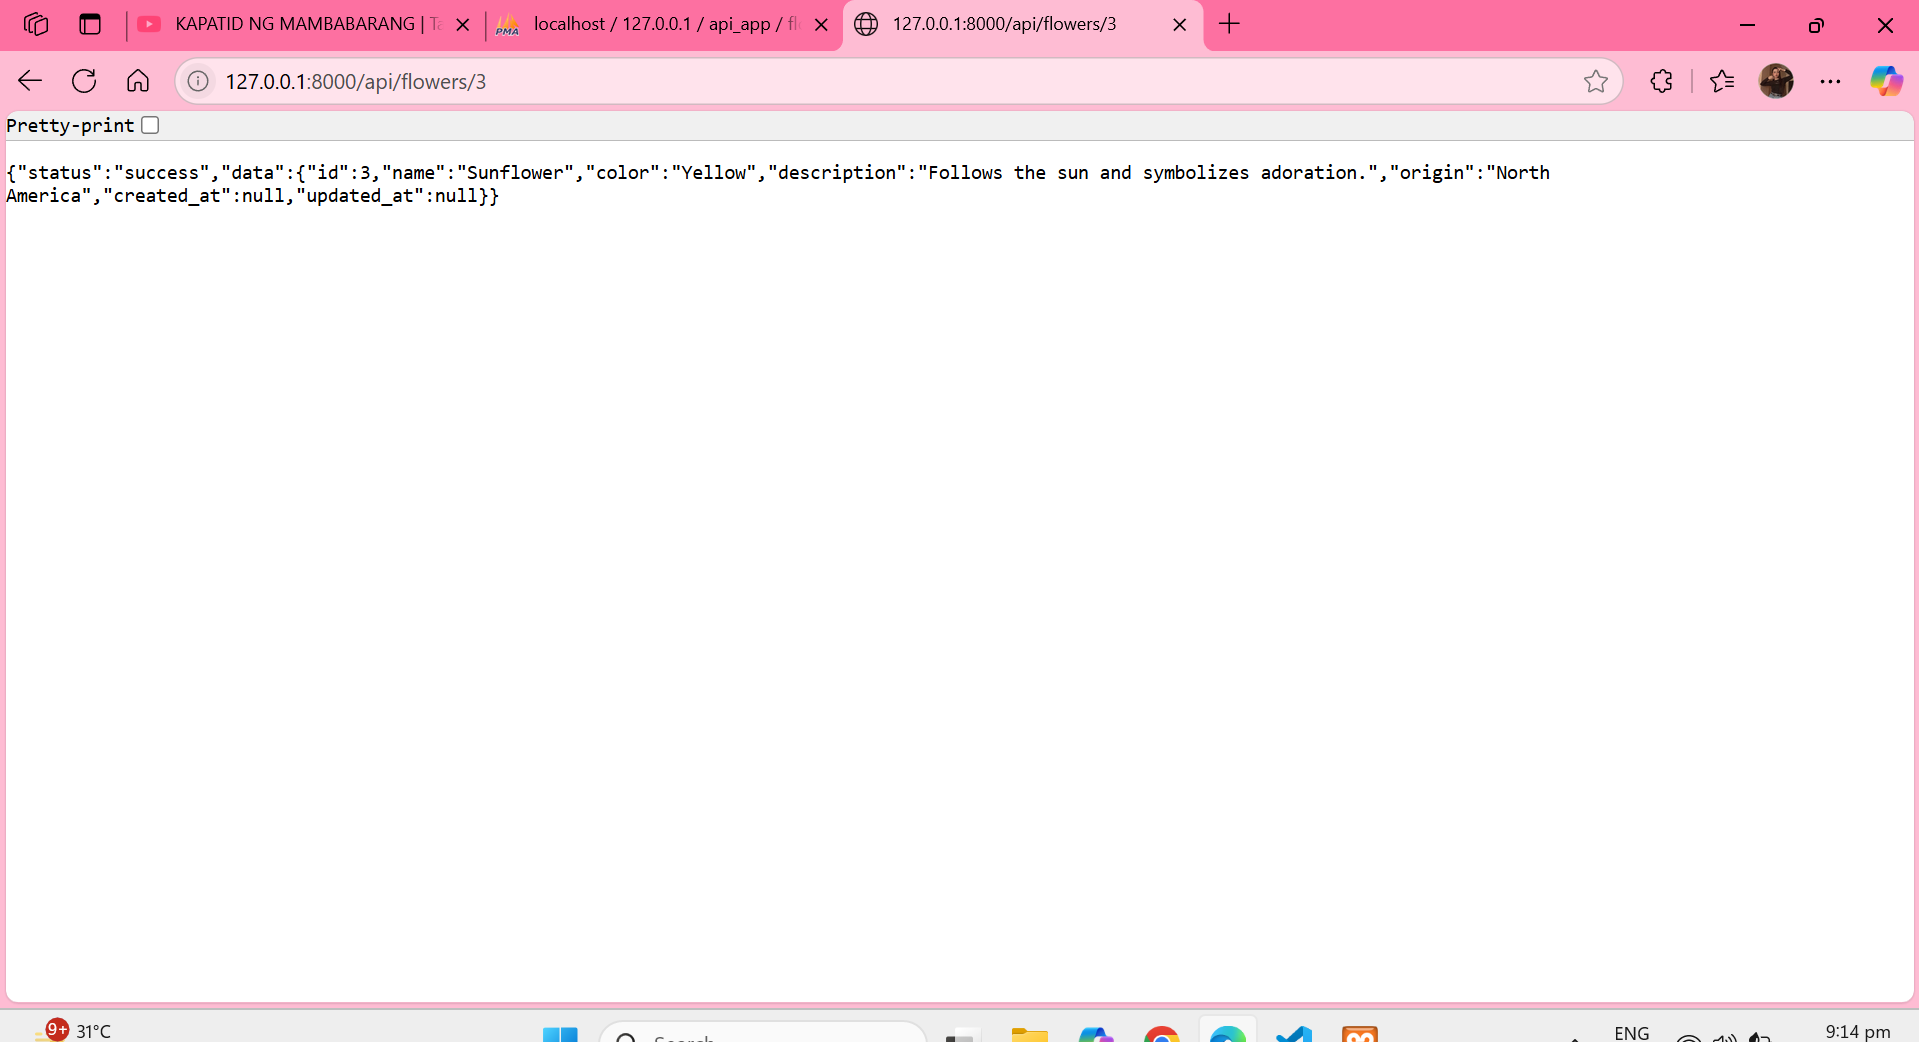 KAPATID NG MAMBABARANG | Ta
PMA
localhost / 127.0.0.1 / api_app / fl
127.0.0.1:8000/api/flowers/3
127.0.0.1:8000/api/flowers/3
Pretty-print
{"status":"success","data":{"id":3,"name":"Sunflower","color":"Yellow","description":"Follows the sun and symbolizes adoration.","origin":"North
America","created_at":null,"updated_at":null}}
9+
31°C
Search
ENG
9:14 pm